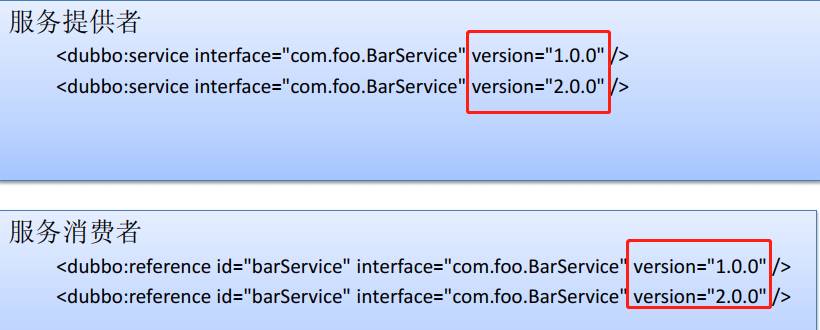 服务提供者
<dubbo:service interface="com.foo.BarService" version="1.0.0" />
<dubbo:service interface="com.foo.BarService" version="2.0.0" />
服务消费者
<dubbo:reference id="barService" interface="com.foo.BarService" version="1.0.0" />
<dubbo:reference id="barService" interface="com.foo.BarService" version="2.0.0" />